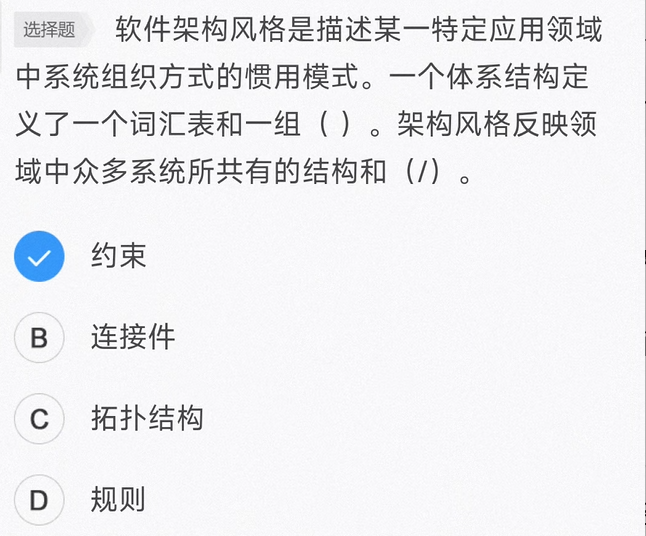 选择题 软件架构风格是描述某一特定应用领域
中系统组织方式的惯用模式。一个体系结构定
义了一个词汇表和一组（ ）。架构风格反映领
域中众多系统所共有的结构和（/）。
约束
B 连接件
C 拓扑结构
D 规则